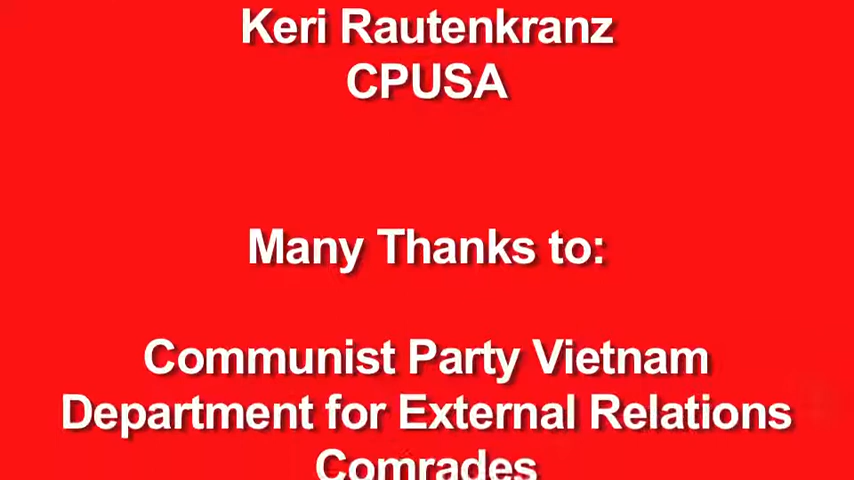 Keri Rautenkranz
CPUSA
Many Thanks to:
Communist Party Vietnam
Department for External Relations
Comrades